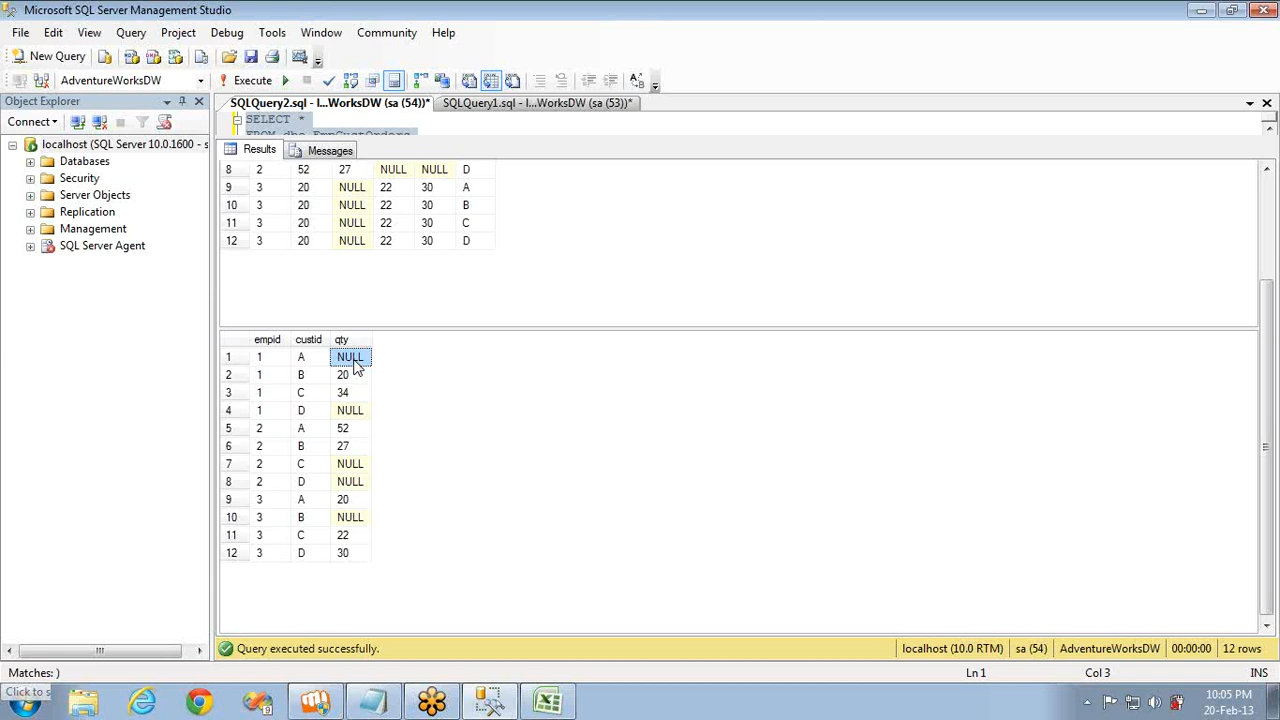 Microsoft SQL Server Management Studio
File Edit View Query Project Debug Tools Window Community Help
New Query
AdventureWorksDW Execute
Object Explorer
SQLQuery2.sql - l...WorksDW (sa (54))* SQLQuery1.sql - l...WorksDW (sa (53))*
Connect
SELECT *
FROM dbo.EmpCustOrders
localhost (SQL Server 10.0.1600 - s
Databases
Security
Server Objects
Replication
Management
SQL Server Agent
Results Messages
8 2 52 27 NULL NULL D
9 3 20 NULL 22 30 A
10 3 20 NULL 22 30 B
11 3 20 NULL 22 30 C
12 3 20 NULL 22 30 D
empid custid qty
1 1 A NULL
2 1 B 20
3 1 C 34
4 1 D NULL
5 2 A 52
6 2 B 27
7 2 C NULL
8 2 D NULL
9 3 A 20
10 3 B NULL
11 3 C 22
12 3 D 30
Query executed successfully. localhost (10.0 RTM) sa (54) AdventureWorksDW 00:00:00 12 rows
Matches: ) Ln 1 Col 3 INS
Click to s
10:05 PM
20-Feb-13